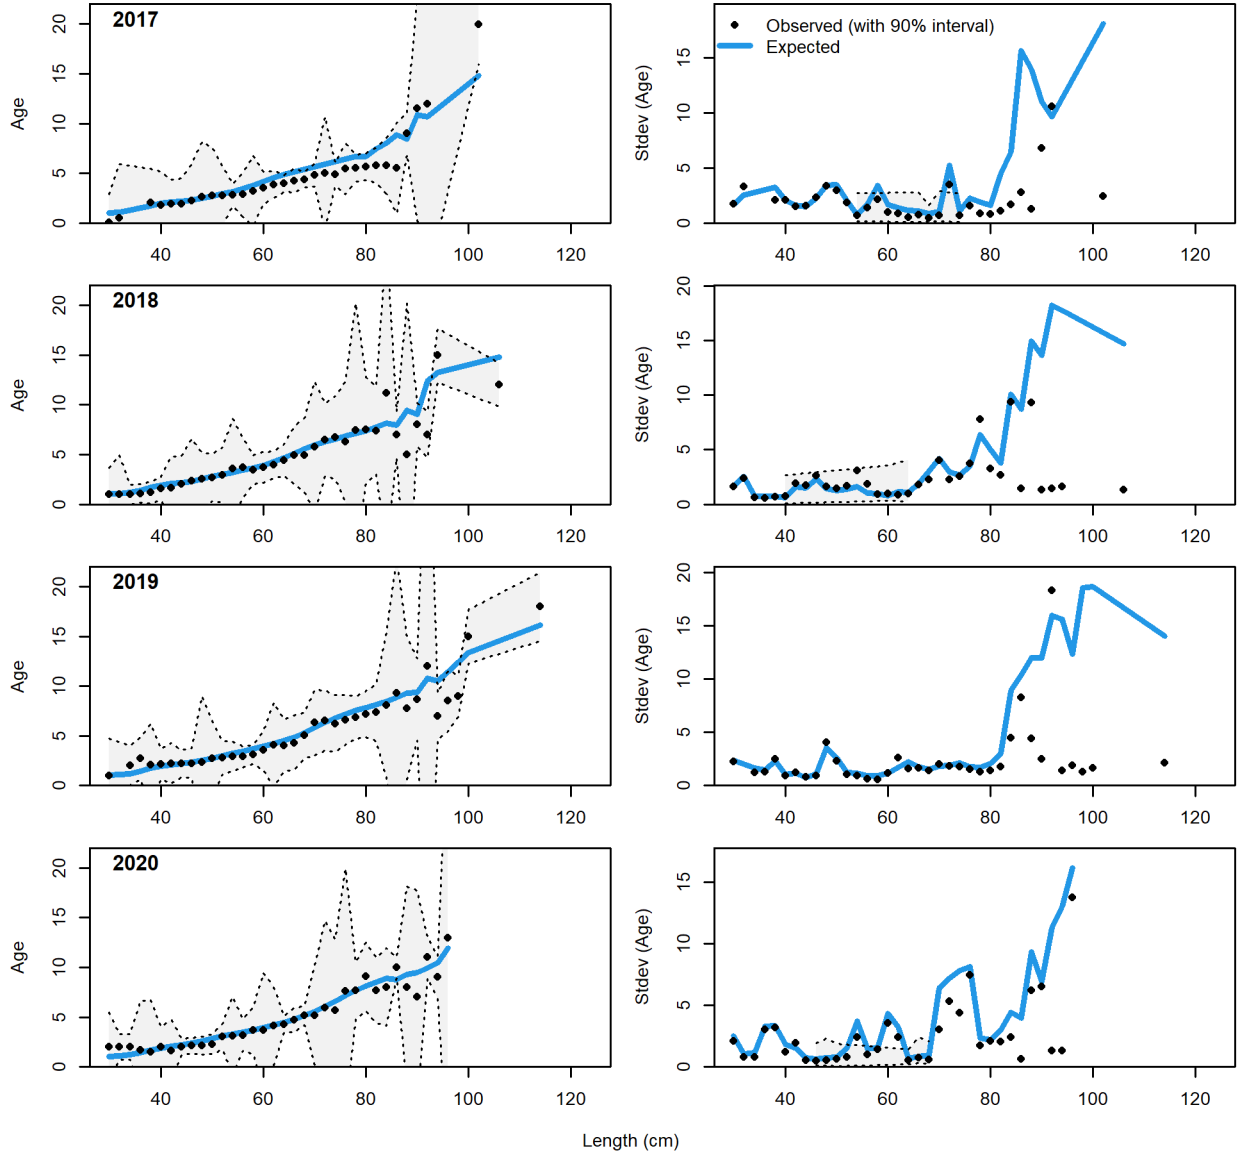 2017
Age
0 5 10 15 20
40 60 80 100 120
Observed (with 90% interval)
Expected
Stdev (Age)
0 5 10 15
40 60 80 100 120
2018
Age
0 5 10 15 20
40 60 80 100 120
Stdev (Age)
0 5 10 15 20
40 60 80 100 120
2019
Age
0 5 10 15 20
40 60 80 100 120
Stdev (Age)
0 5 10 15 20
40 60 80 100 120
2020
Age
0 5 10 15 20
40 60 80 100 120
Stdev (Age)
0 5 10 15
40 60 80 100 120
Length (cm)